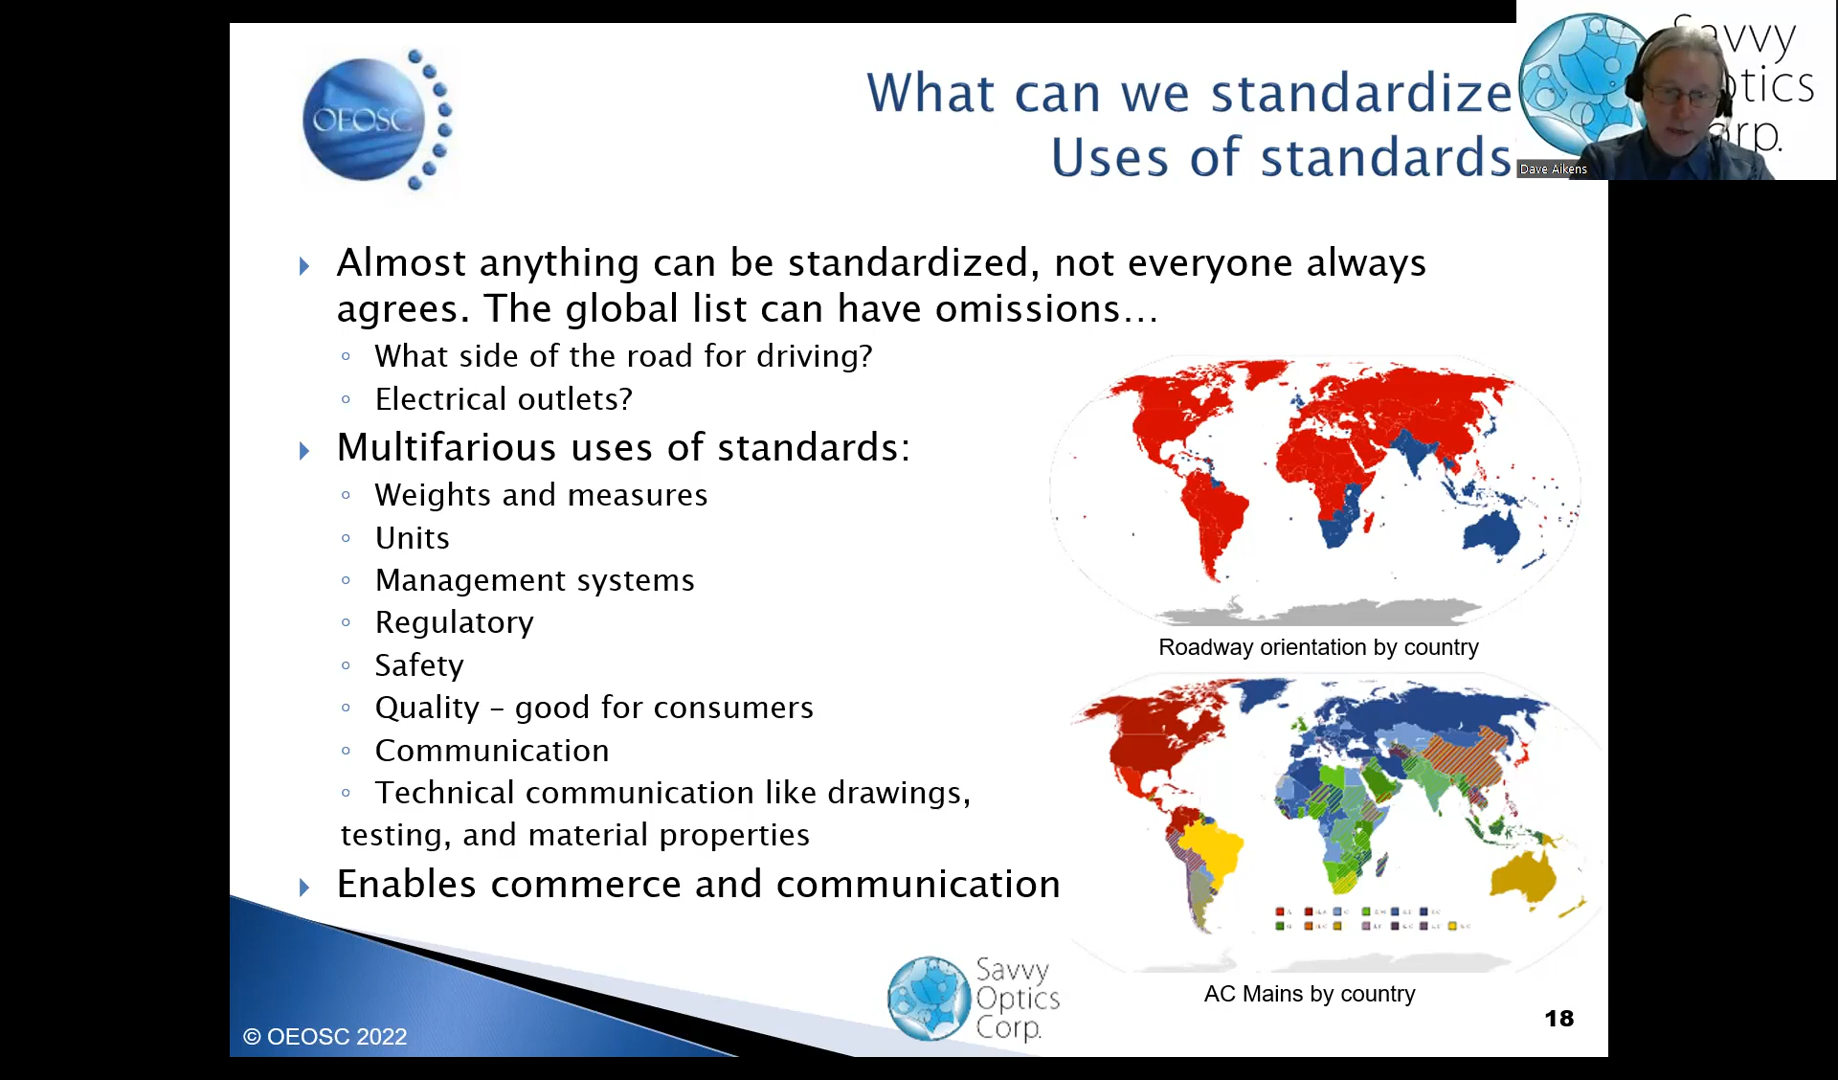 OEOSC
What can we standardize
Uses of standards
Savvy
Optics
Corp.
Dave Aikens
Almost anything can be standardized, not everyone always
agrees. The global list can have omissions…
What side of the road for driving?
Electrical outlets?
Multifarious uses of standards:
Weights and measures
Units
Management systems
Regulatory
Safety
Quality – good for consumers
Communication
Technical communication like drawings,
testing, and material properties
Enables commerce and communication
Roadway orientation by country
AC Mains by country
Savvy
Optics
Corp.
18
© OEOSC 2022